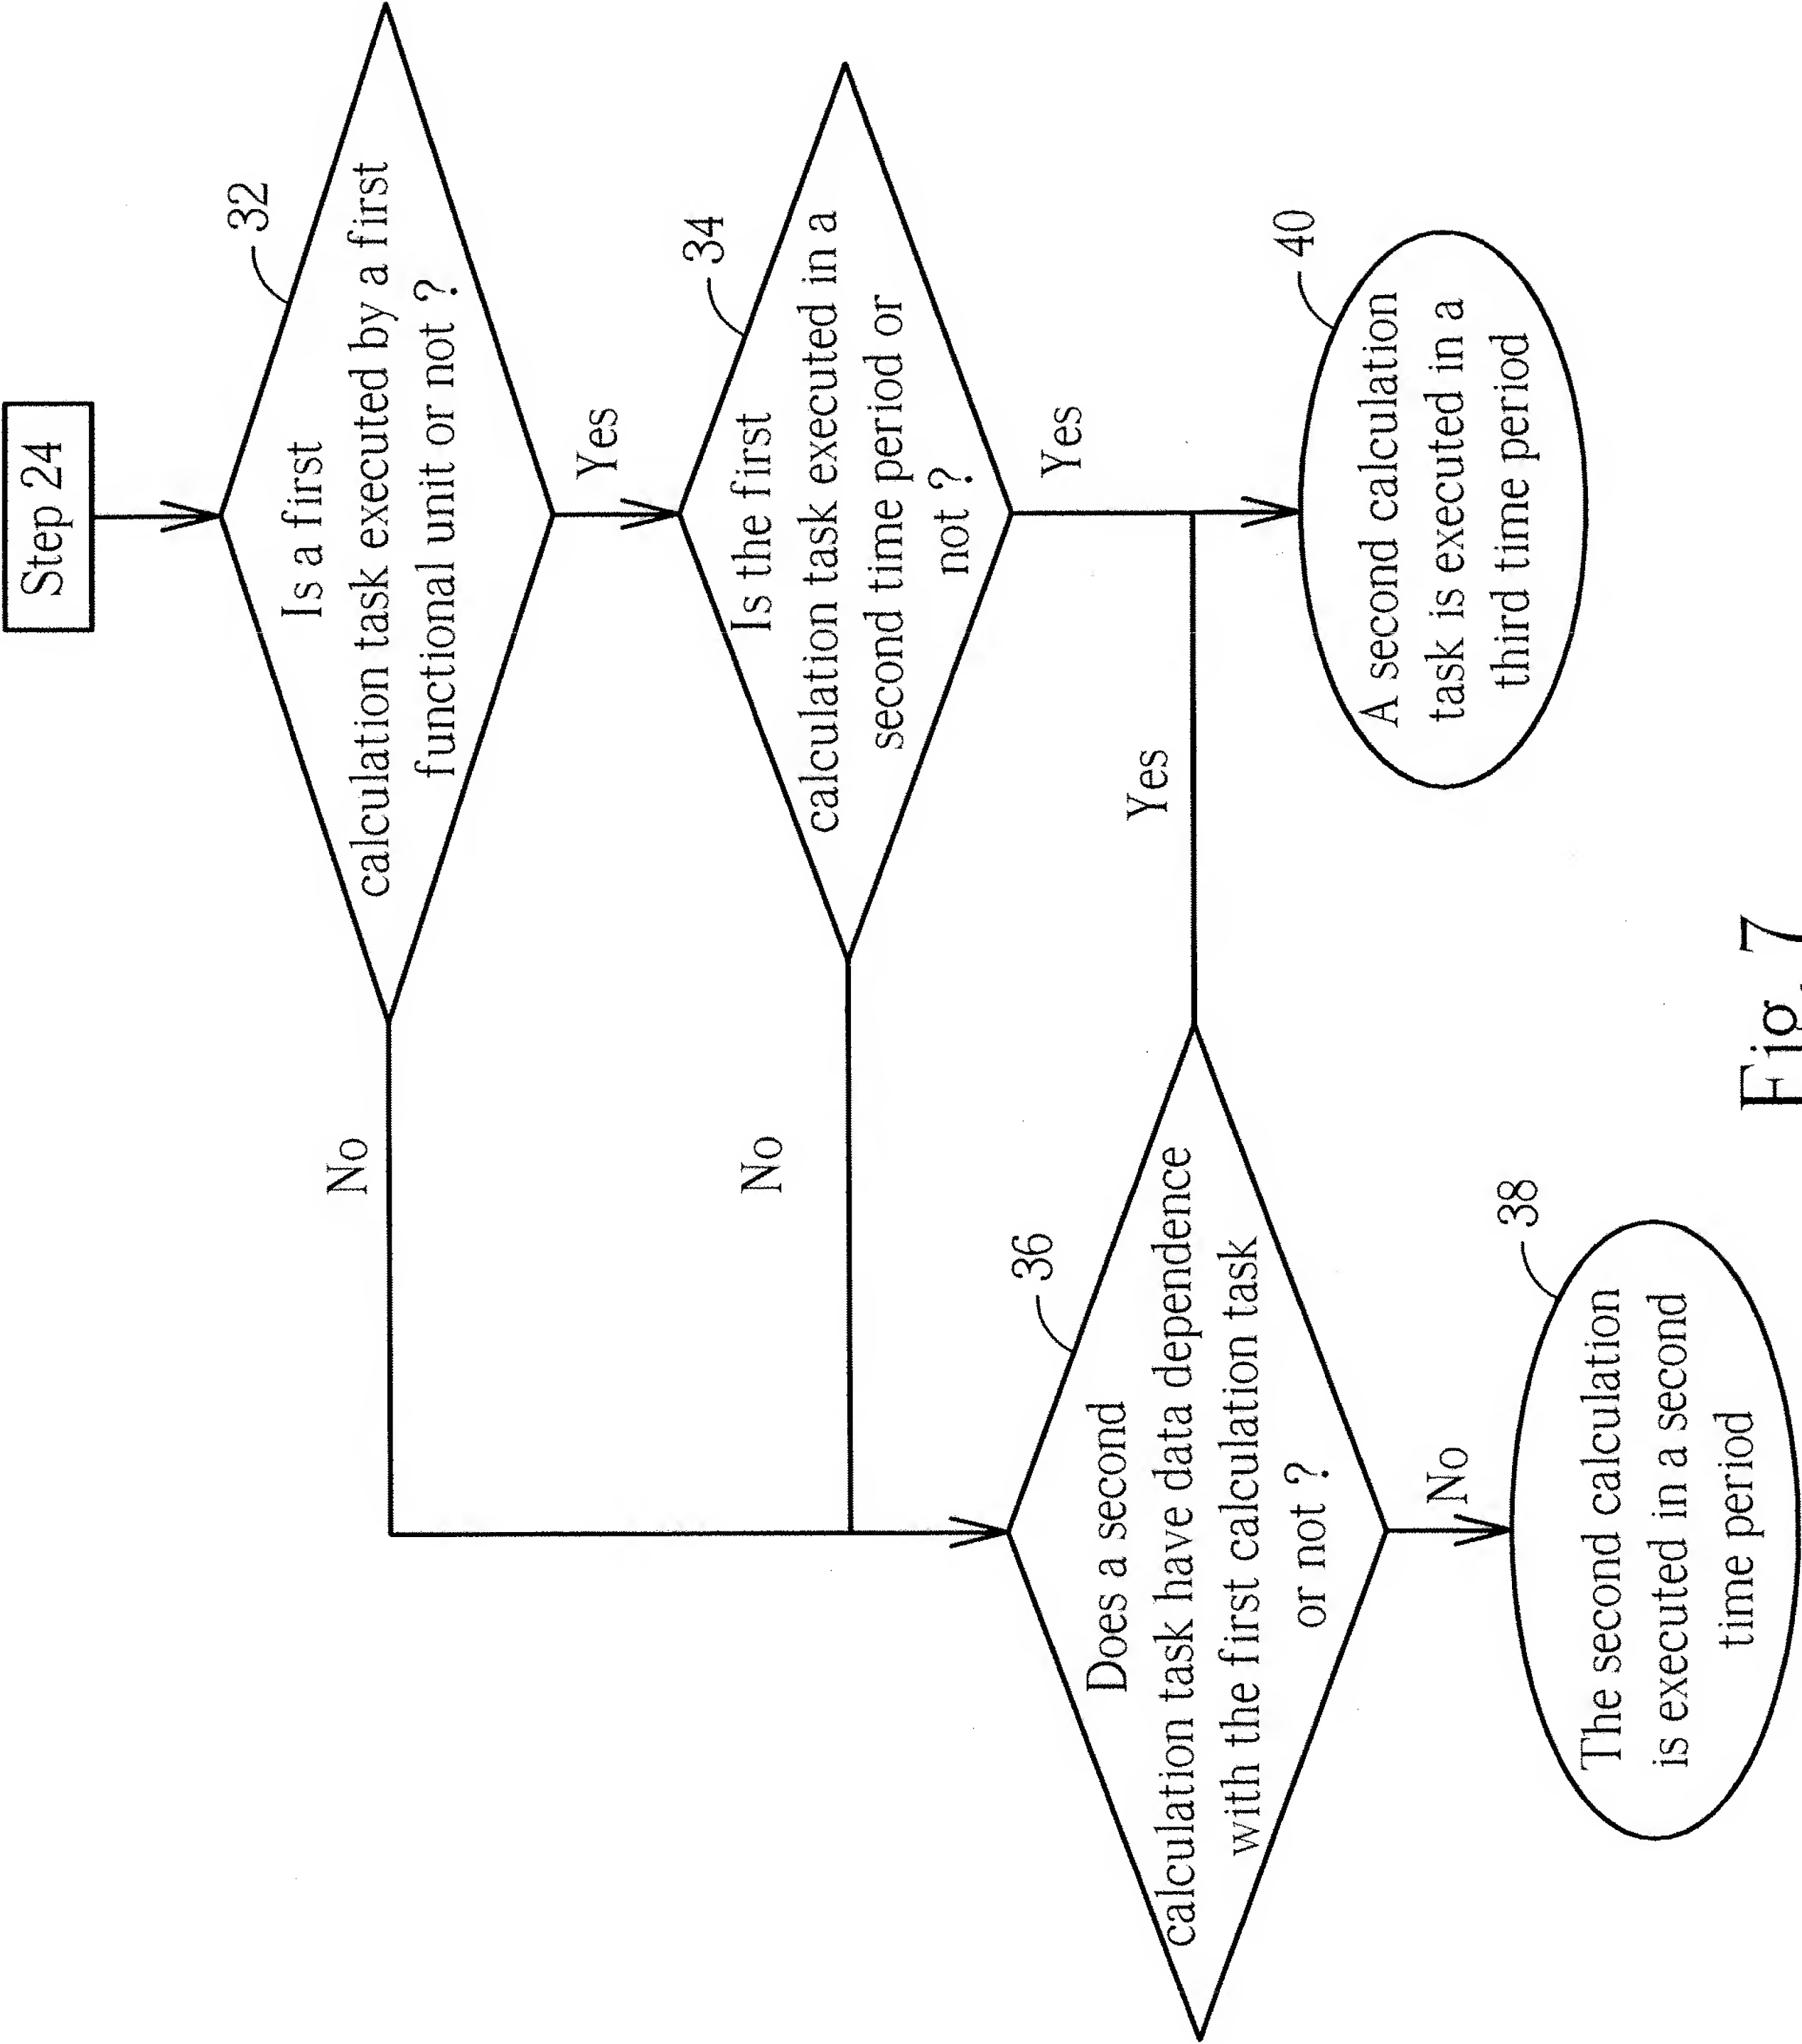 Step 24
32
Is a first
calculation task executed by a first
functional unit or not ?
No
Yes
34
Is the first
calculation task executed in a
second time period or
not ?
No
Yes
36
Does a second
calculation task have data dependence
with the first calculation task
or not ?
Yes
No
40
A second calculation
task is executed in a
third time period
38
The second calculation
is executed in a second
time period
Fig. 7